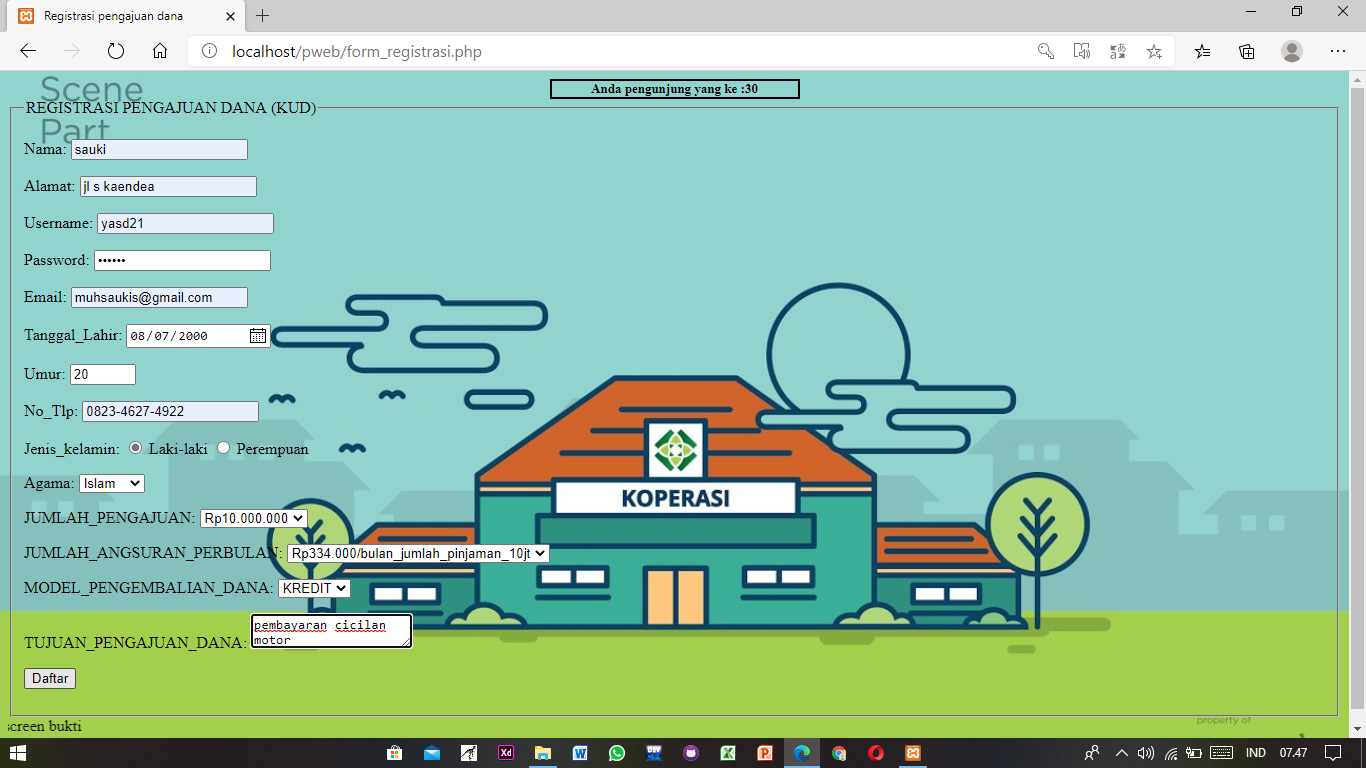 Registrasi pengajuan dana
localhost/pweb/form_registrasi.php
Scene
Part
Anda pengunjung yang ke :30
REGISTRASI PENGAJUAN DANA (KUD)
Nama: sauki
Alamat: jl s kaendea
Username: yasd21
Password: ••••••
Email: muhsaukis@gmail.com
Tanggal_Lahir: 08/07/2000
Umur: 20
No_Tlp: 0823-4627-4922
Jenis_kelamin: Laki-laki Perempuan
Agama: Islam
JUMLAH_PENGAJUAN: Rp10.000.000
JUMLAH_ANGSURAN_PERBULAN: Rp334.000/bulan_jumlah_pinjaman_10jt
MODEL_PENGEMBALIAN_DANA: KREDIT
TUJUAN_PENGAJUAN_DANA: pembayaran cicilan
motor
Daftar
KOPERASI
screen bukti
property of
Xd
IND
07.47